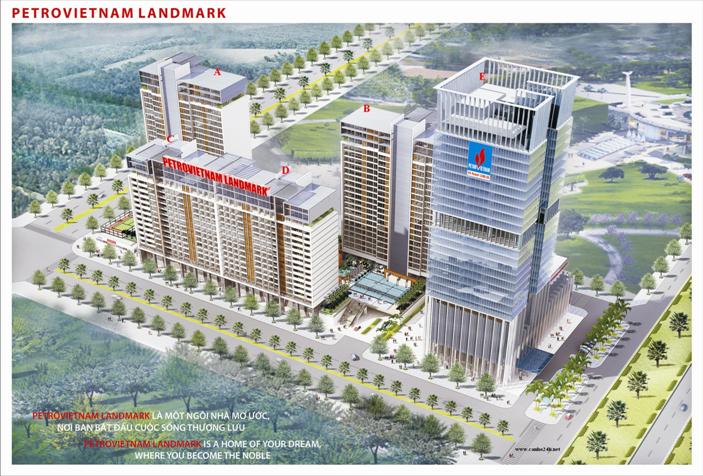 PETROVIETNAM LANDMARK
A
E
B
C
PETROVIETNAM LANDMARK
D
PETROVIETNAM LANDMARK LÀ MỘT NGÔI NHÀ MƠ ƯỚC,
NƠI BẠN BẮT ĐẦU CUỘC SỐNG THƯỢNG LƯU
PETROVIETNAM LANDMARK IS A HOME OF YOUR DREAM,
WHERE YOU BECOME THE NOBLE
www.canho24h.net